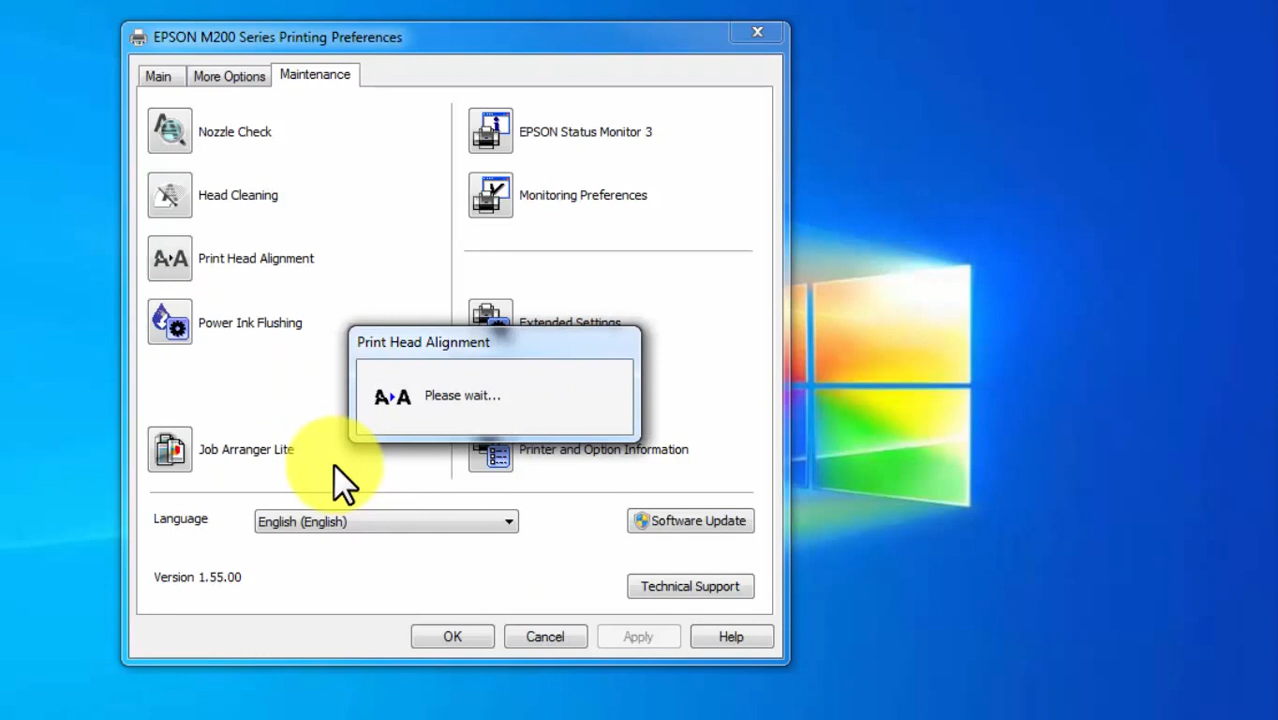 EPSON M200 Series Printing Preferences
Main
More Options
Maintenance
Nozzle Check
EPSON Status Monitor 3
Head Cleaning
Monitoring Preferences
Print Head Alignment
Power Ink Flushing
Extended Settings
Print Head Alignment
Please wait...
Job Arranger Lite
Printer and Option Information
Language
English (English)
Software Update
Version 1.55.00
Technical Support
OK
Cancel
Apply
Help